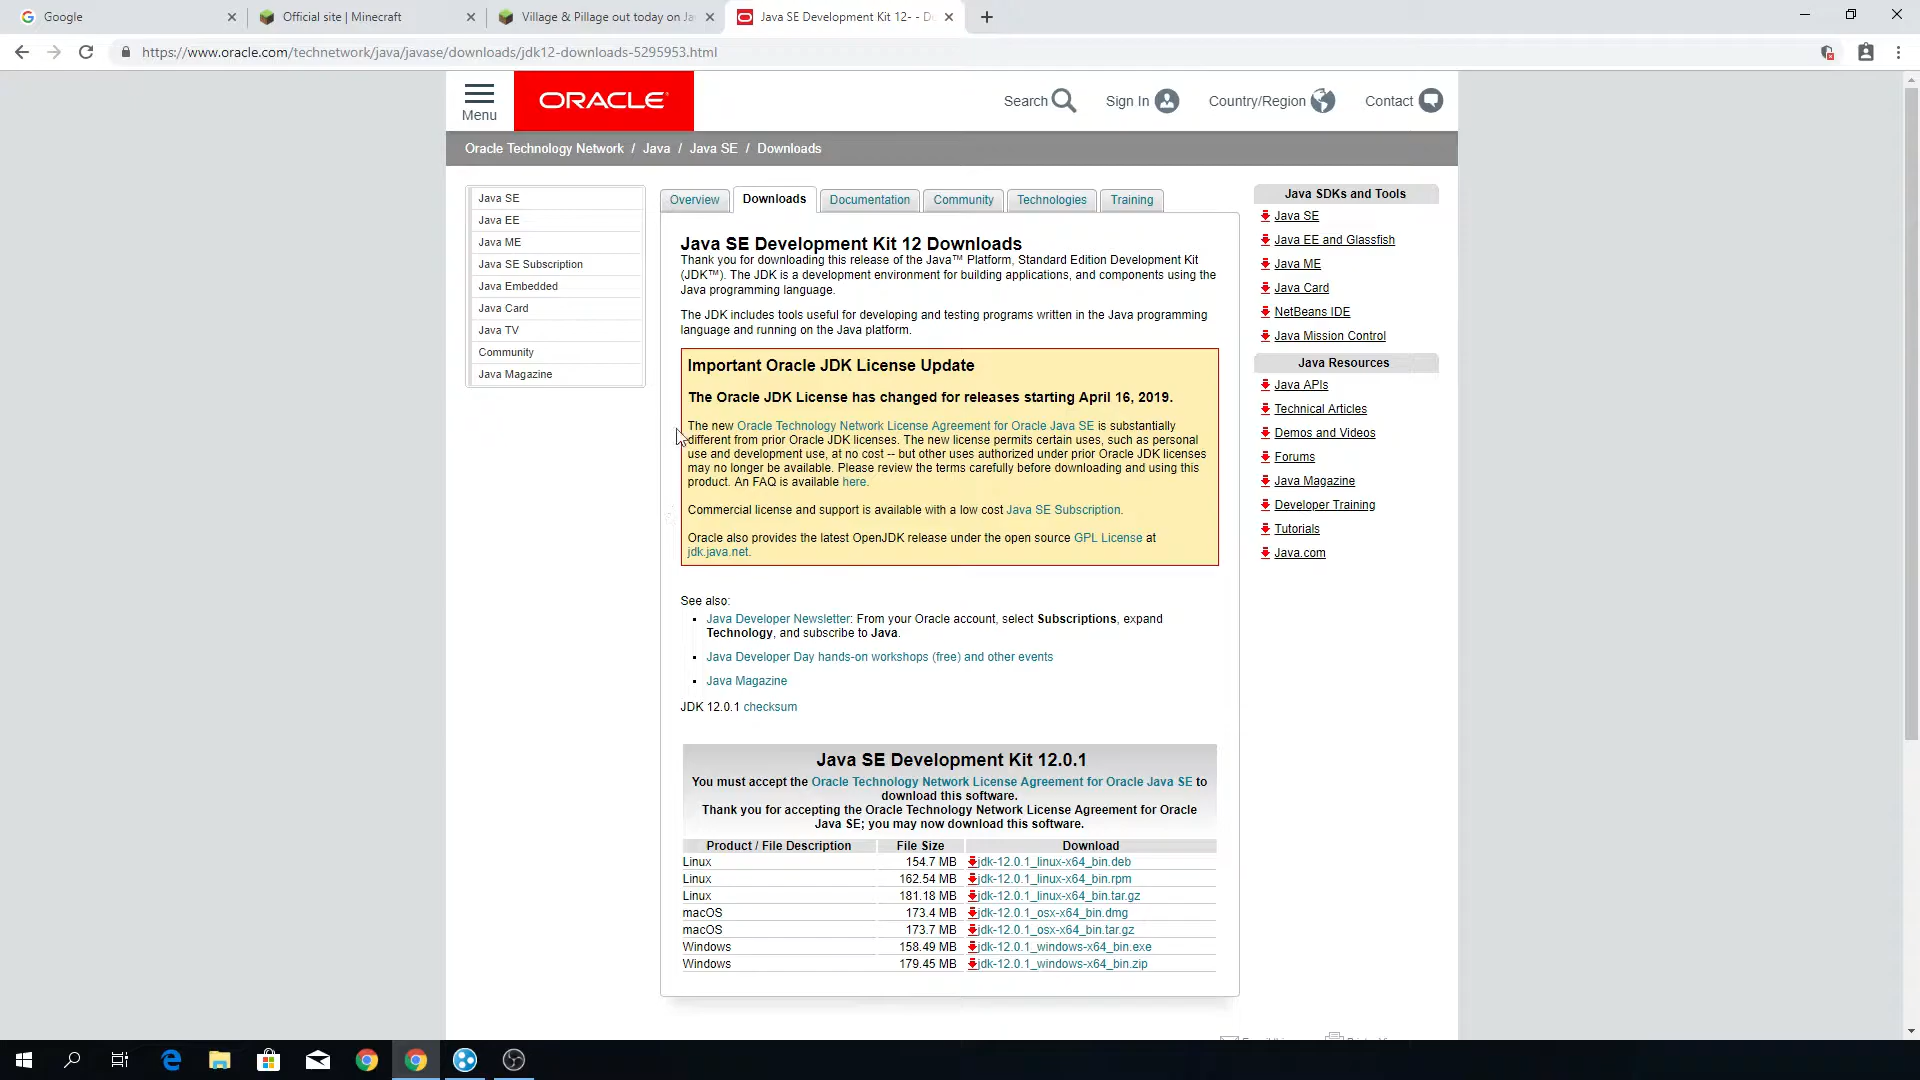 Google
Official site | Minecraft
Village & Pillage out today on Ja
Java SE Development Kit 12- - D
https://www.oracle.com/technetwork/java/javase/downloads/jdk12-downloads-5295953.html
Menu
ORACLE
Search
Sign In
Country/Region
Contact
Oracle Technology Network / Java / Java SE / Downloads
Java SE
Java EE
Java ME
Java SE Subscription
Java Embedded
Java Card
Java TV
Community
Java Magazine
Overview
Downloads
Documentation
Community
Technologies
Training
Java SE Development Kit 12 Downloads
Thank you for downloading this release of the Java™ Platform, Standard Edition Development Kit
(JDK™). The JDK is a development environment for building applications, and components using the
Java programming language.
The JDK includes tools useful for developing and testing programs written in the Java programming
language and running on the Java platform.
Important Oracle JDK License Update
The Oracle JDK License has changed for releases starting April 16, 2019.
The new Oracle Technology Network License Agreement for Oracle Java SE is substantially
different from prior Oracle JDK licenses. The new license permits certain uses, such as personal
use and development use, at no cost -- but other uses authorized under prior Oracle JDK licenses
may no longer be available. Please review the terms carefully before downloading and using this
product. An FAQ is available here.
Commercial license and support is available with a low cost Java SE Subscription.
Oracle also provides the latest OpenJDK release under the open source GPL License at
jdk.java.net.
See also:
Java Developer Newsletter: From your Oracle account, select Subscriptions, expand
Technology, and subscribe to Java.
Java Developer Day hands-on workshops (free) and other events
Java Magazine
JDK 12.0.1 checksum
Java SE Development Kit 12.0.1
You must accept the Oracle Technology Network License Agreement for Oracle Java SE to
download this software.
Thank you for accepting the Oracle Technology Network License Agreement for Oracle
Java SE; you may now download this software.
Product / File Description File Size Download
Linux 154.7 MB jdk-12.0.1_linux-x64_bin.deb
Linux 162.54 MB jdk-12.0.1_linux-x64_bin.rpm
Linux 181.18 MB jdk-12.0.1_linux-x64_bin.tar.gz
macOS 173.4 MB jdk-12.0.1_osx-x64_bin.dmg
macOS 173.7 MB jdk-12.0.1_osx-x64_bin.tar.gz
Windows 158.49 MB jdk-12.0.1_windows-x64_bin.exe
Windows 179.45 MB jdk-12.0.1_windows-x64_bin.zip
Java SDKs and Tools
Java SE
Java EE and Glassfish
Java ME
Java Card
NetBeans IDE
Java Mission Control
Java Resources
Java APIs
Technical Articles
Demos and Videos
Forums
Java Magazine
Developer Training
Tutorials
Java.com